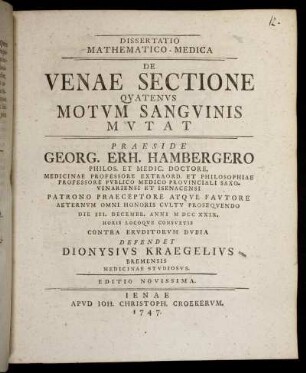 12.
DISSERTATIO
MATHEMATICO-MEDICA
DE
VENAE SECTIONE
QVATENVS
MOTVM SANGVINIS
MVTAT
PRAESIDE
GEORG. ERH. HAMBERGERO
PHILOS. ET MEDIC. DOCTORE,
MEDICINAE PROFESSORE EXTRAORD. ET PHILOSOPHIAE
PROFESSORE PVBLICO MEDICO PROVINCIALI SAXO-
VINARIENSI ET ISENACENSI
PATRONO PRAECEPTORE ATQVE FAVTORE
AETERNVM OMNI HONORIS CVLTV PROSEQVENDO
DIE III. DECEMBR. ANNI MDCCXXIX.
HORIS LOCOQVE CONSVETIS
CONTRA ERVDITORVM DVBIA
DEFENDET
DIONYSIVS KRAEGELIVS
BREMENSIS
MEDICINAE STVDIOSVS.
EDITIO NOVISSIMA.
IENAE
APVD IOH. CHRISTOPH. CROEKERVM.
1747.